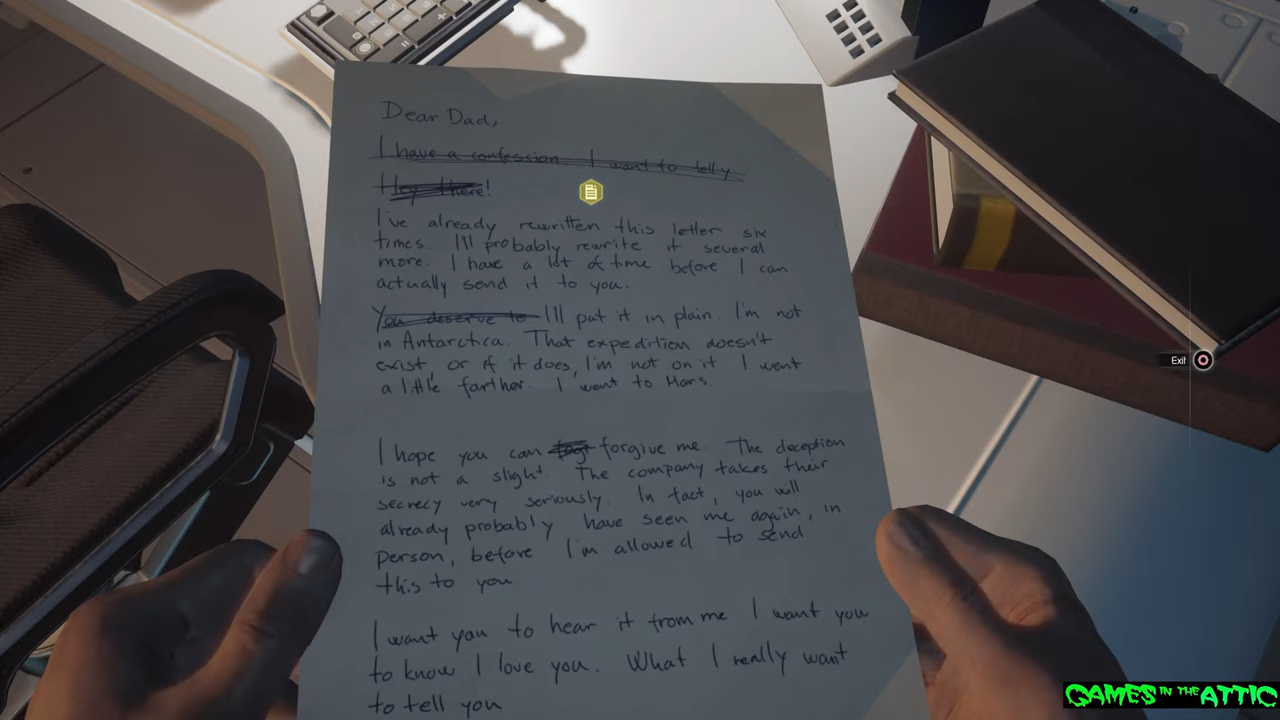 Dear Dad,
I have a confession I want to tell y
Hey there!
I've already rewritten this letter six
times. I'll probably rewrite it several
more. I have a lot of time before I can
actually send it to you.
You deserve to I'll put it in plain. I'm not
in Antarctica. That expedition doesn't
exist, or if it does, I'm not on it I went
a little farther. I went to Mars.
I hope you can forgive me. The deception
is not a slight. The company takes their
secrecy very seriously. In fact, you will
already probably have seen me again, in
person, before I'm allowed to send
this to you
I want you to hear it from me I want you
to know I love you. What I really want
to tell you
Exit
GAMES IN THE ATTIC